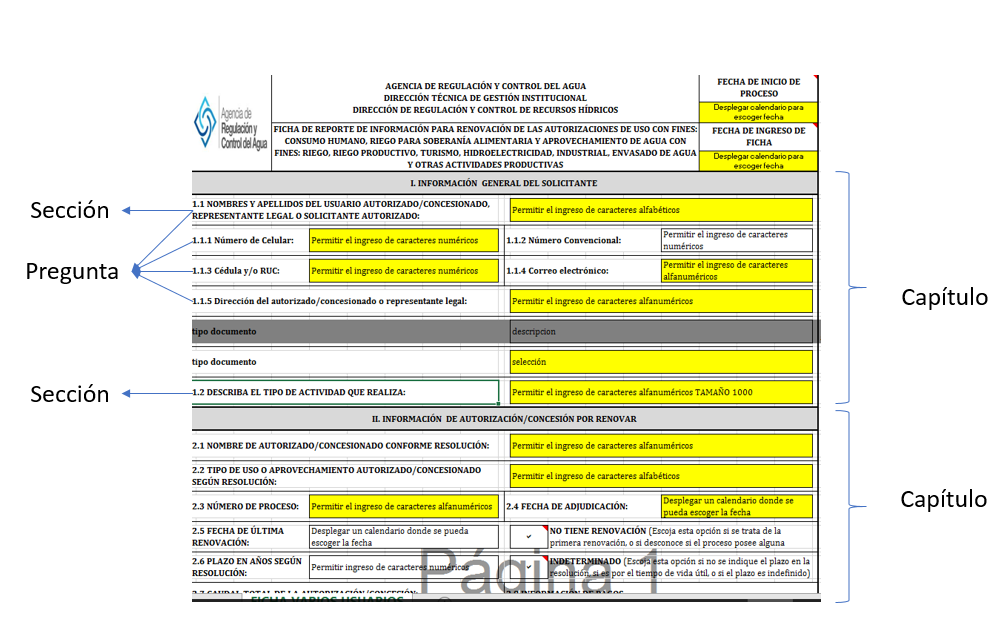 AGENCIA DE REGULACIÓN Y CONTROL DEL AGUA
DIRECCIÓN TÉCNICA DE GESTIÓN INSTITUCIONAL
DIRECCIÓN DE REGULACIÓN Y CONTROL DE RECURSOS HÍDRICOS
FECHA DE INICIO DE
PROCESO
Desplegar calendario para
escoger fecha
Agencia de
Regulación y
Control del Agua
FICHA DE REPORTE DE INFORMACIÓN PARA RENOVACIÓN DE LAS AUTORIZACIONES DE USO CON FINES:
CONSUMO HUMANO, RIEGO PARA SOBERANÍA ALIMENTARIA Y APROVECHAMIENTO DE AGUA CON
FINES: RIEGO, RIEGO PRODUCTIVO, TURISMO, HIDROELECTRICIDAD, INDUSTRIAL, ENVASADO DE AGUA
Y OTRAS ACTIVIDADES PRODUCTIVAS
FECHA DE INGRESO DE
FICHA
Desplegar calendario para
escoger fecha
I. INFORMACIÓN GENERAL DEL SOLICITANTE
Sección
1.1 NOMBRES Y APELLIDOS DEL USUARIO AUTORIZADO/CONCESIONADO,
REPRESENTANTE LEGAL O SOLICITANTE AUTORIZADO:
Permitir el ingreso de caracteres alfabéticos
1.1.1 Número de Celular:
Permitir el ingreso de caracteres numéricos
1.1.2 Número Convencional:
Permitir el ingreso de caracteres
numéricos
Pregunta
1.1.3 Cédula y/o RUC:
Permitir el ingreso de caracteres numéricos
1.1.4 Correo electrónico:
Permitir el ingreso de caracteres
alfanuméricos
1.1.5 Dirección del autorizado/concesionado o representante legal:
Permitir el ingreso de caracteres alfanuméricos
Capítulo
tipo documento
descripcion
tipo documento
selección
Sección
1.2 DESCRIBA EL TIPO DE ACTIVIDAD QUE REALIZA:
Permitir el ingreso de caracteres alfanuméricos TAMAÑO 1000
II. INFORMACIÓN DE AUTORIZACIÓN/CONCESIÓN POR RENOVAR
2.1 NOMBRE DE AUTORIZADO/CONCESIONADO CONFORME RESOLUCIÓN:
Permitir el ingreso de caracteres alfanuméricos
2.2 TIPO DE USO O APROVECHAMIENTO AUTORIZADO/CONCESIONADO
SEGÚN RESOLUCIÓN:
Permitir el ingreso de caracteres alfabéticos
2.3 NÚMERO DE PROCESO:
Permitir el ingreso de caracteres alfanuméricos
2.4 FECHA DE ADJUDICACIÓN:
Desplegar un calendario donde se
pueda escoger la fecha
Capítulo
2.5 FECHA DE ÚLTIMA
RENOVACIÓN:
Desplegar un calendario donde se pueda
escoger la fecha
NO TIENE RENOVACIÓN (Escoja esta opción si se trata de la
primera renovación, o si desconoce si el proceso posee alguna
2.6 PLAZO EN AÑOS SEGÚN
RESOLUCIÓN:
Permitir ingreso de caracteres numéricos
INDETERMINADO (Escoja esta opción si no se indique el plazo en la
resolución, si es por el tiempo de vida útil, o si el plazo es indefinido)
Página 1
2.7 CAUDAL TOTAL DE LA AUTORIZACIÓN/CONCESIÓN:
2.8 INFORMACIÓN DE PAGOS
FICHA VARIOS USUARIOS